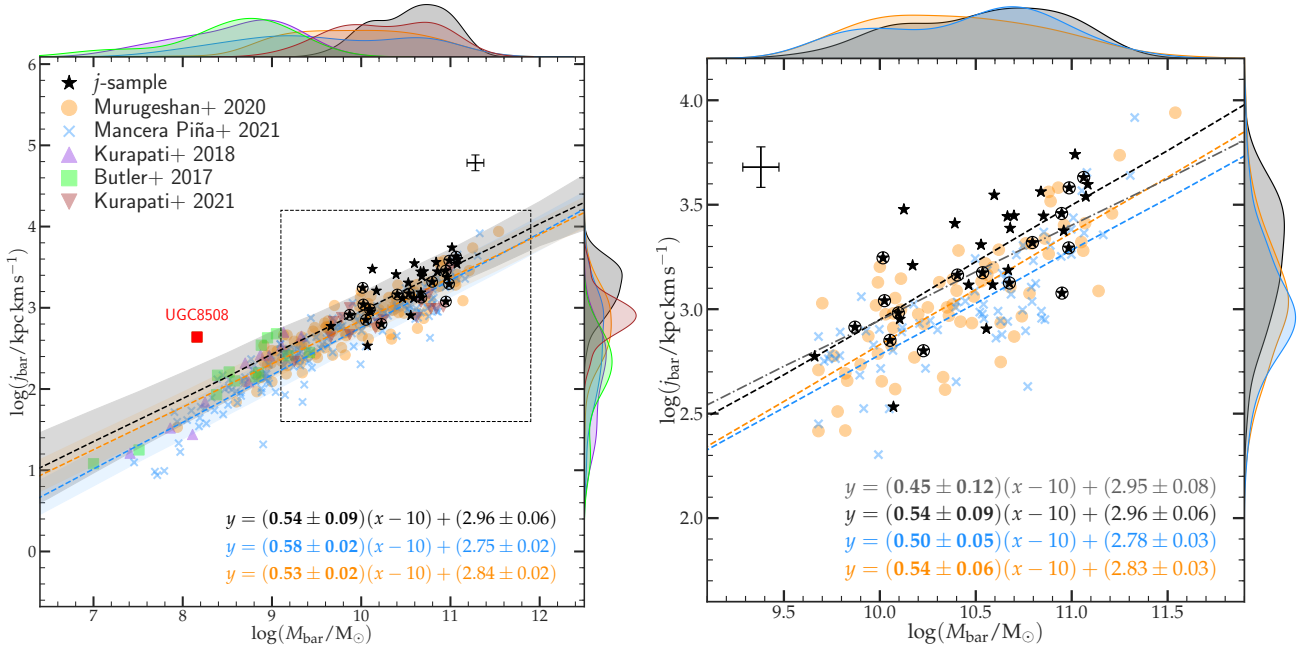 6
5
4
3
2
1
0
log(j_bar/kpc km s⁻¹)
j-sample
Murugeshan+ 2020
Mancera Piña+ 2021
Kurapati+ 2018
Butler+ 2017
Kurapati+ 2021
UGC8508
y = (0.54 ± 0.09)(x − 10) + (2.96 ± 0.06)
y = (0.58 ± 0.02)(x − 10) + (2.75 ± 0.02)
y = (0.53 ± 0.02)(x − 10) + (2.84 ± 0.02)
7 8 9 10 11 12
log(M_bar/M_⊙)
4.0
3.5
3.0
2.5
2.0
log(j_bar/kpc km s⁻¹)
y = (0.45 ± 0.12)(x − 10) + (2.95 ± 0.08)
y = (0.54 ± 0.09)(x − 10) + (2.96 ± 0.06)
y = (0.50 ± 0.05)(x − 10) + (2.78 ± 0.03)
y = (0.54 ± 0.06)(x − 10) + (2.83 ± 0.03)
9.5 10.0 10.5 11.0 11.5
log(M_bar/M_⊙)